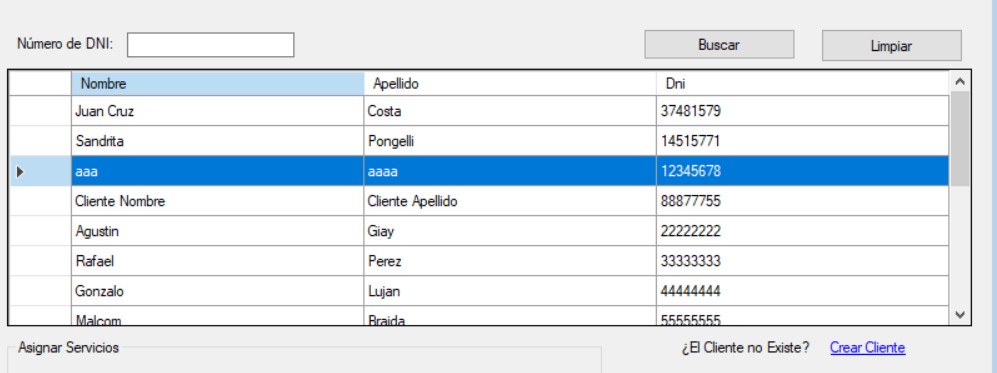 Número de DNI: Buscar Limpiar
Nombre Apellido Dni
Juan Cruz Costa 37481579
Sandrita Pongelli 14515771
aaa aaaa 12345678
Cliente Nombre Cliente Apellido 88877755
Agustin Giay 22222222
Rafael Perez 33333333
Gonzalo Lujan 44444444
Malcom Braida 55555555
Asignar Servicios ¿El Cliente no Existe? Crear Cliente